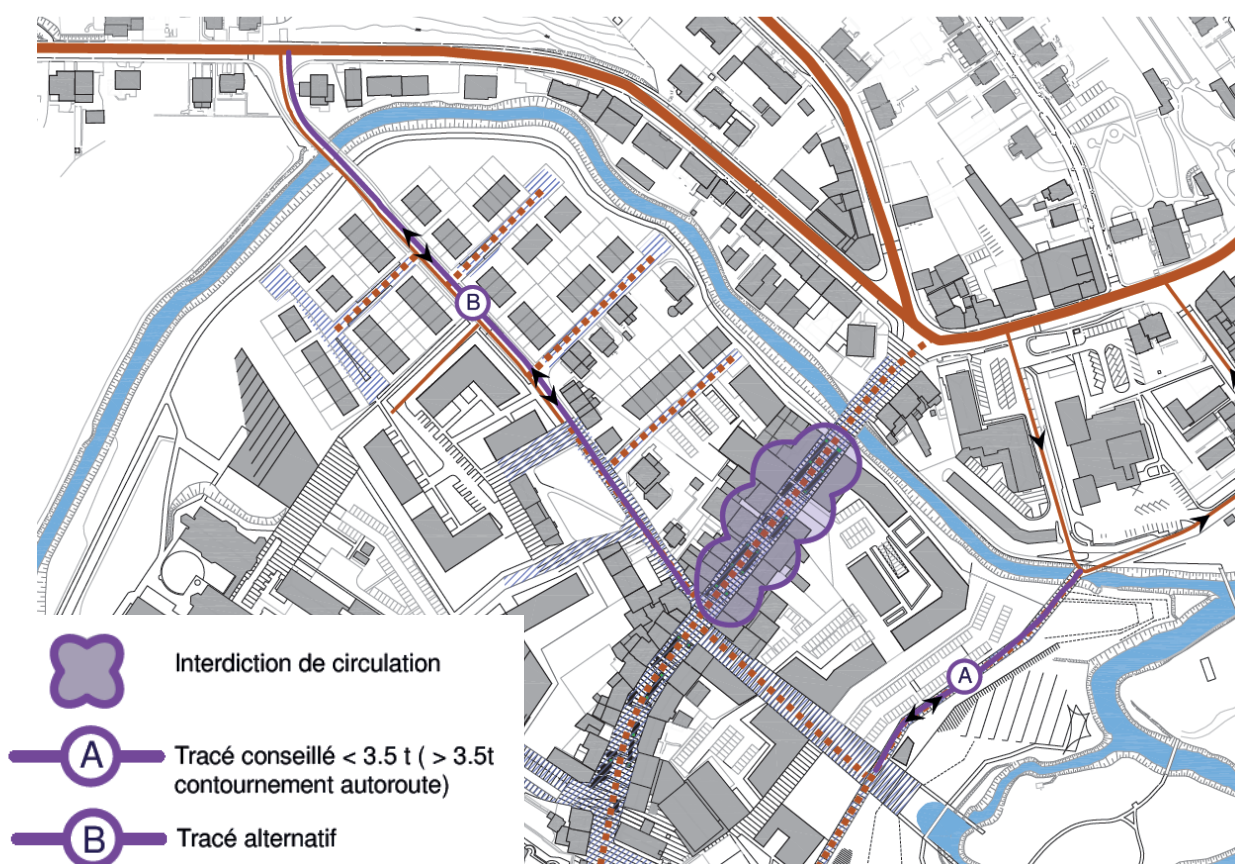 B
A
Interdiction de circulation
A
Tracé conseillé < 3.5 t ( > 3.5t
contournement autoroute)
B
Tracé alternatif